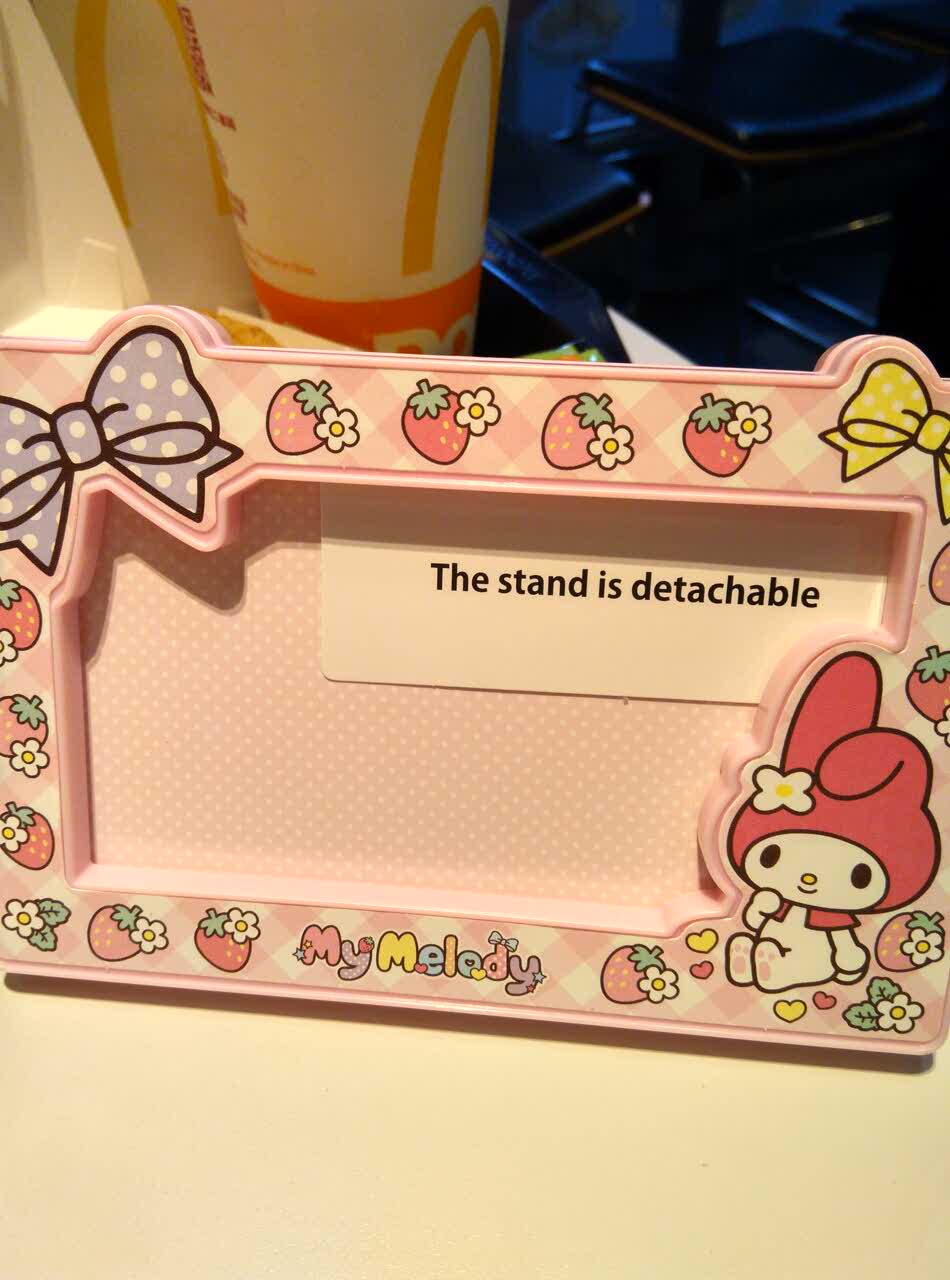 The stand is detachable
My Melody